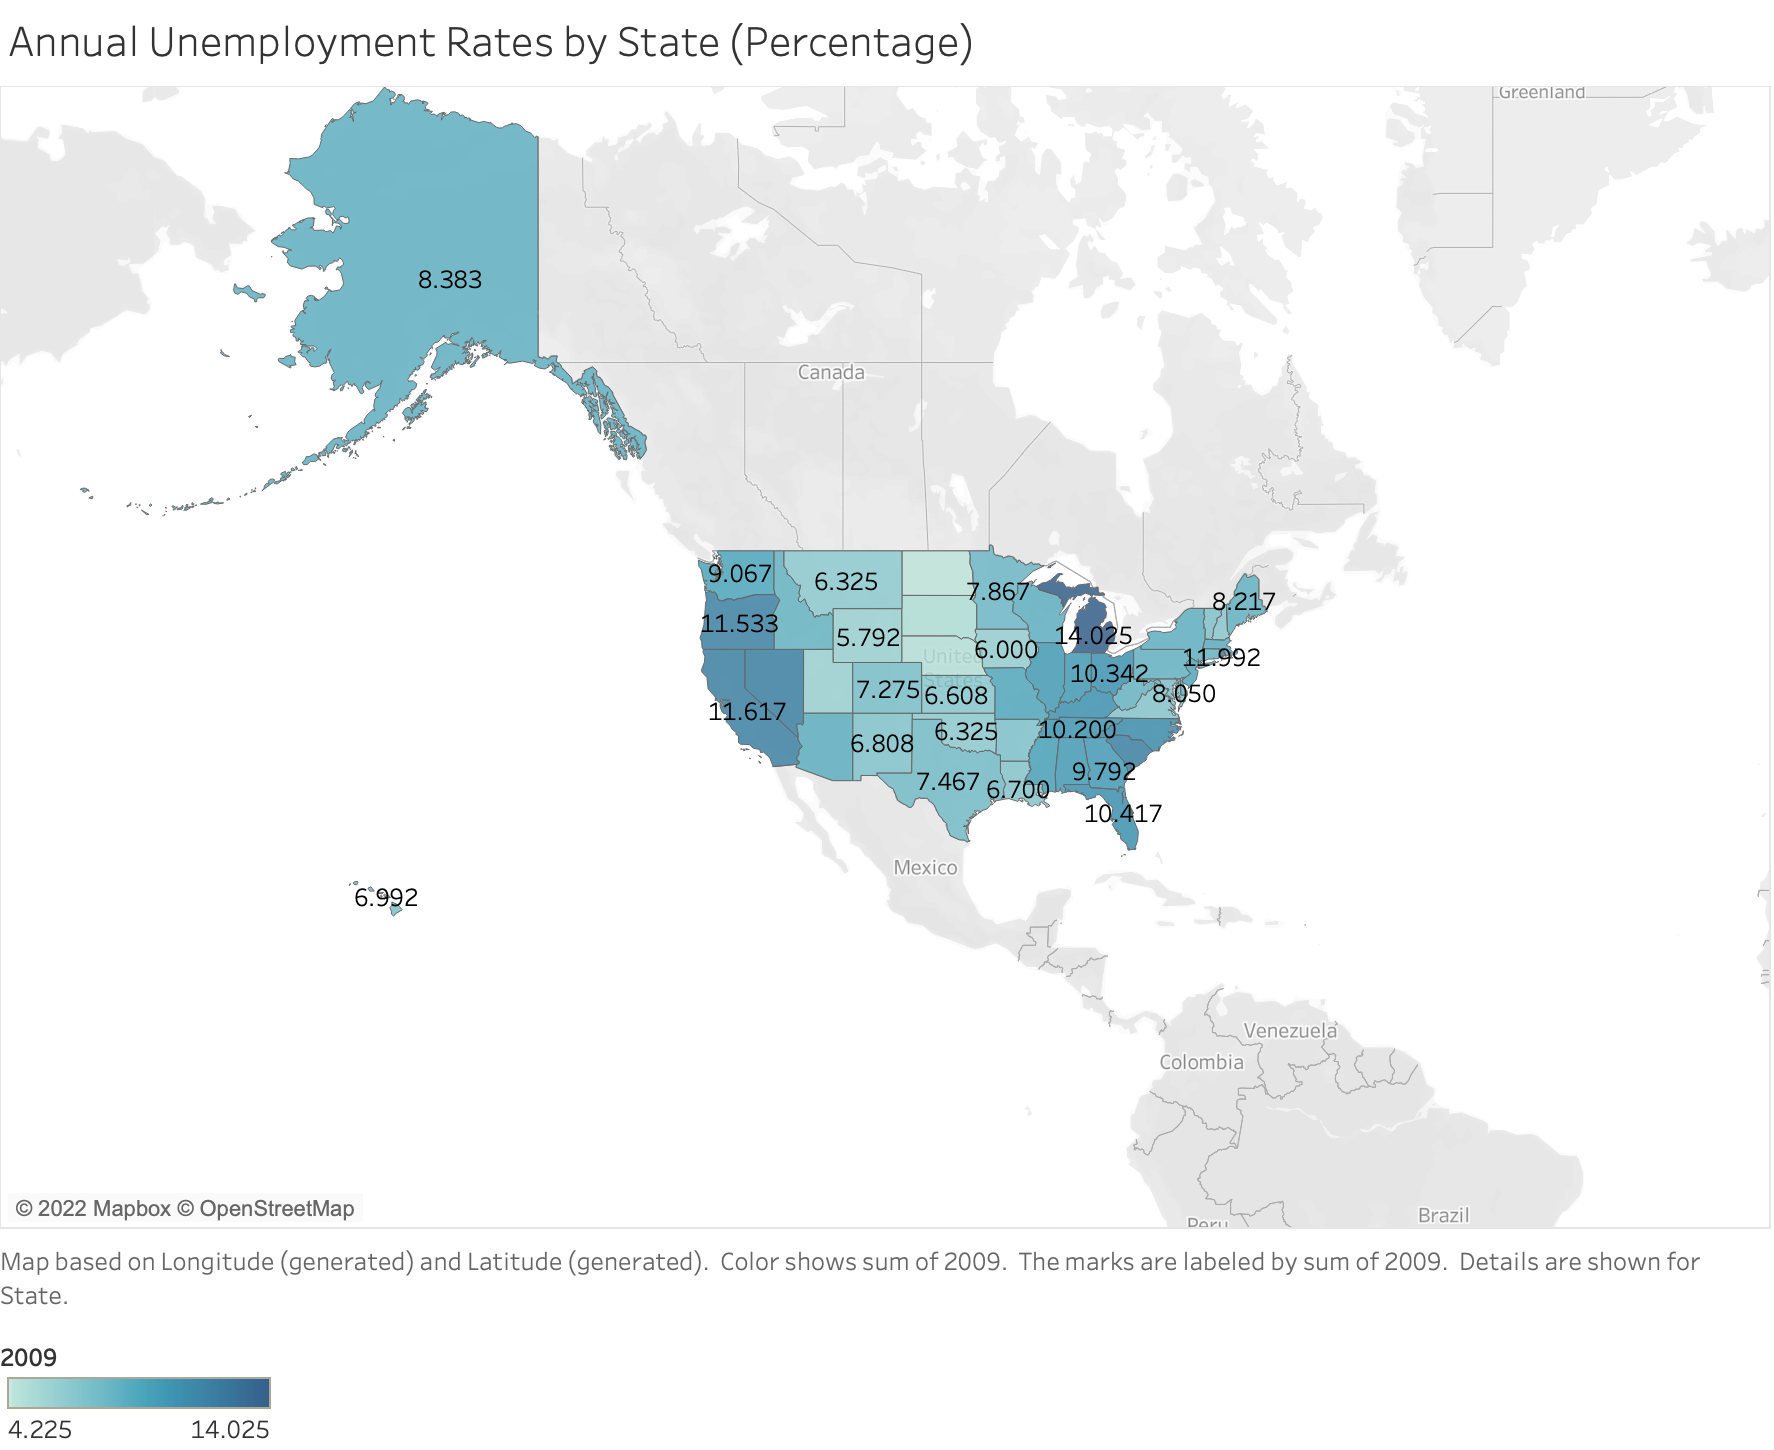 Annual Unemployment Rates by State (Percentage)
Greenland
8.383
Canada
9.067
6.325
7.867
8.217
11.533
5.792
14.025
6.000
United
States
11.992
10.342
7.275
6.608
8.050
11.617
6.325
10.200
6.808
9.792
7.467
6.700
10.417
Mexico
6.992
Venezuela
Colombia
Peru
Brazil
© 2022 Mapbox © OpenStreetMap
Map based on Longitude (generated) and Latitude (generated).  Color shows sum of 2009.  The marks are labeled by sum of 2009.  Details are shown for
State.
2009
4.225
14.025